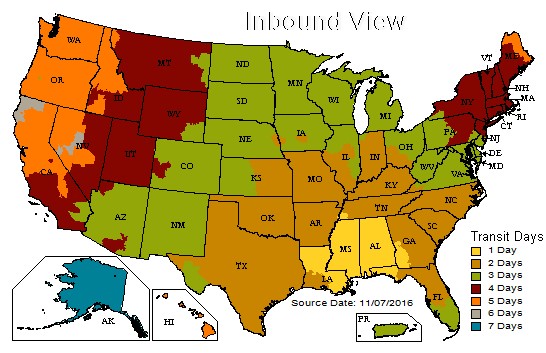 Inbound View
WA
VT
ME
MT
ND
OR
MN
ID
SD
WI
NY
NH
MA
WY
MI
RI
CT
IA
PA
NE
NJ
NV
OH
IL
IN
DE
UT
CO
WV
MD
CA
KS
MO
VA
KY
NC
TN
OK
AZ
NM
AR
SC
MS
AL
GA
Transit Days
1 Day
TX
2 Days
LA
3 Days
FL
4 Days
Source Date: 11/07/2016
5 Days
AK
HI
PR
6 Days
7 Days